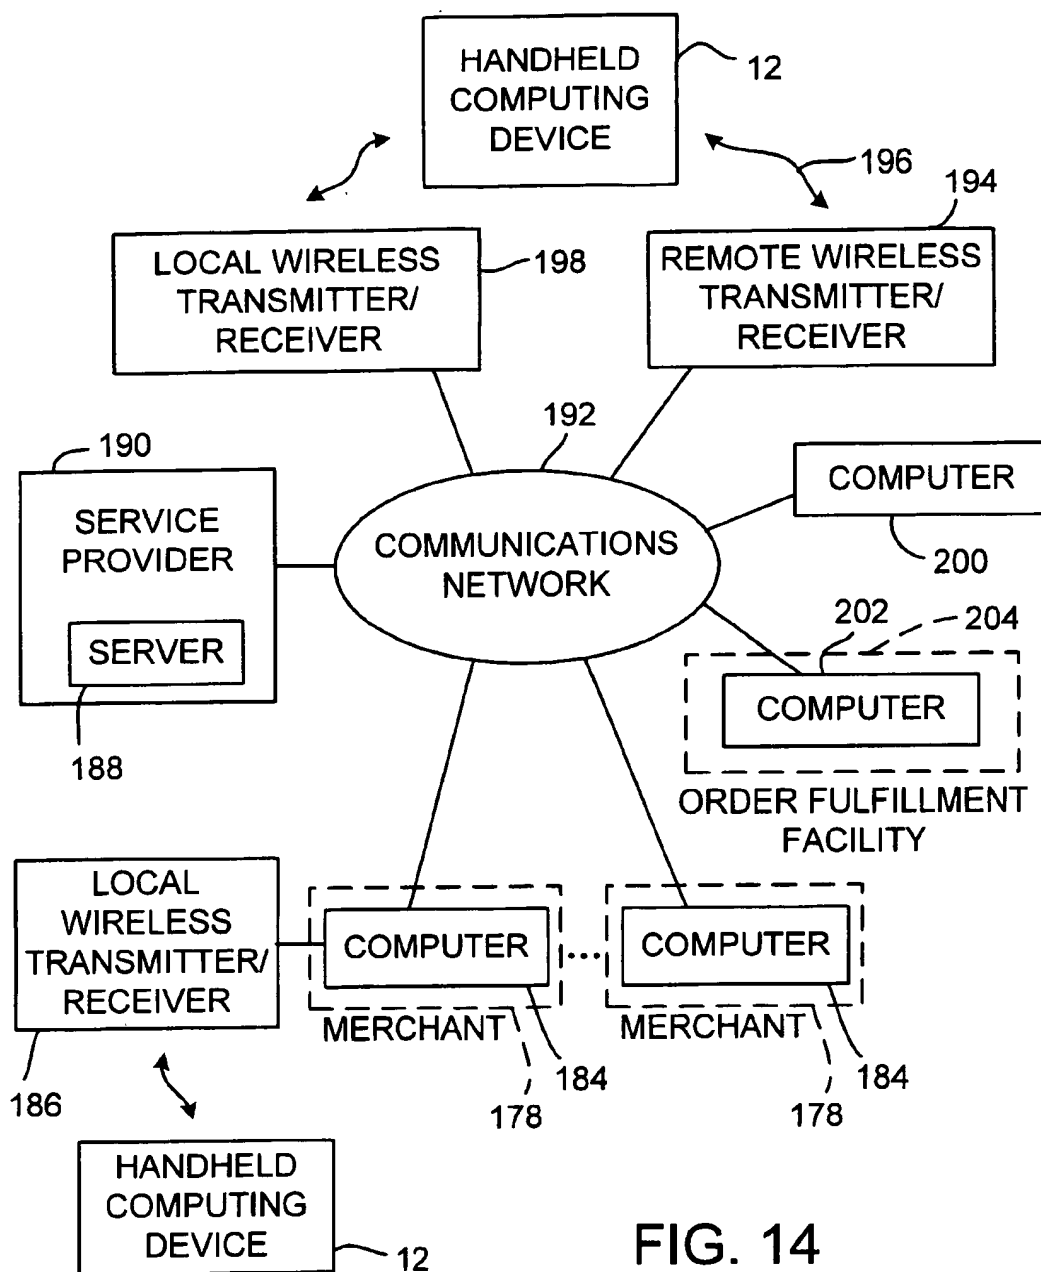 HANDHELD
COMPUTING
DEVICE
12
196
194
LOCAL WIRELESS
TRANSMITTER/
RECEIVER
198
REMOTE WIRELESS
TRANSMITTER/
RECEIVER
192
190
SERVICE
PROVIDER
SERVER
188
COMMUNICATIONS
NETWORK
COMPUTER
200
202
204
COMPUTER
ORDER FULFILLMENT
FACILITY
LOCAL
WIRELESS
TRANSMITTER/
RECEIVER
186
COMPUTER
MERCHANT
184
178
...
COMPUTER
MERCHANT
184
178
HANDHELD
COMPUTING
DEVICE
12
FIG. 14